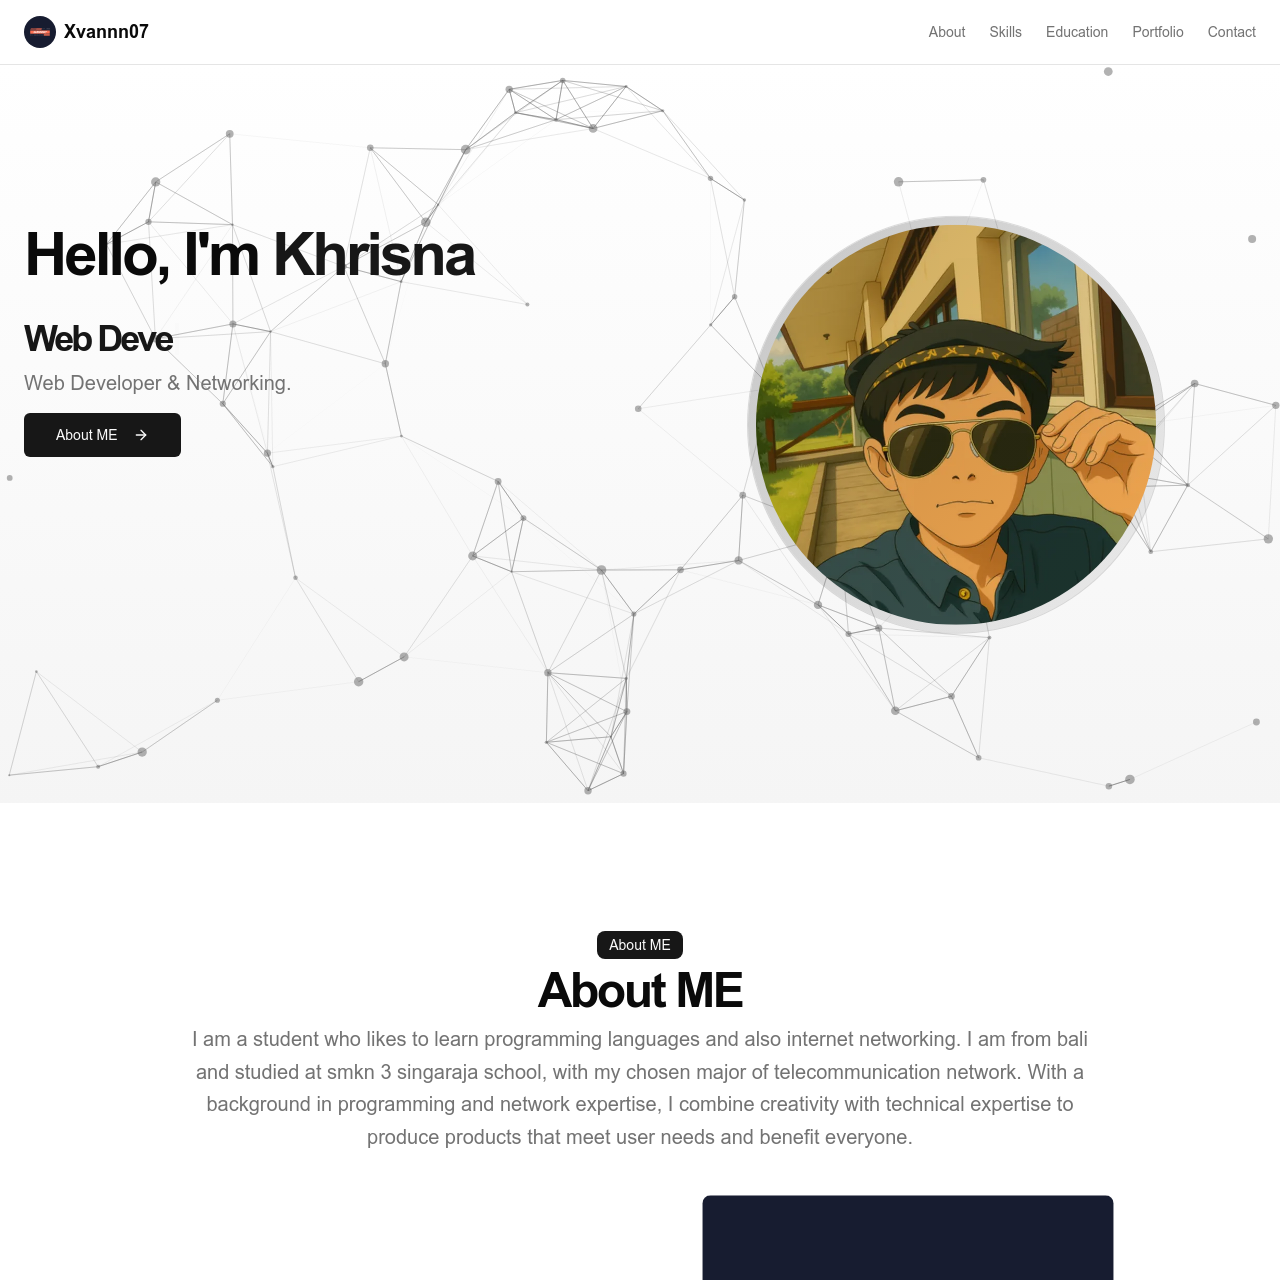 Xvannn07
About Skills Education Portfolio Contact
Hello, I'm Khrisna
Web Deve
Web Developer & Networking.
About ME
About ME
About ME
I am a student who likes to learn programming languages and also internet networking. I am from bali
and studied at smkn 3 singaraja school, with my chosen major of telecommunication network. With a
background in programming and network expertise, I combine creativity with technical expertise to
produce products that meet user needs and benefit everyone.